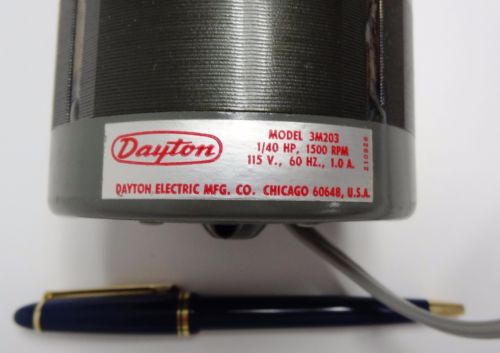 Dayton
MODEL 3M203
1/40 HP, 1500 RPM
115 V., 60 HZ., 1.0 A.
210926
DAYTON ELECTRIC MFG. CO. CHICAGO 60648, U.S.A.